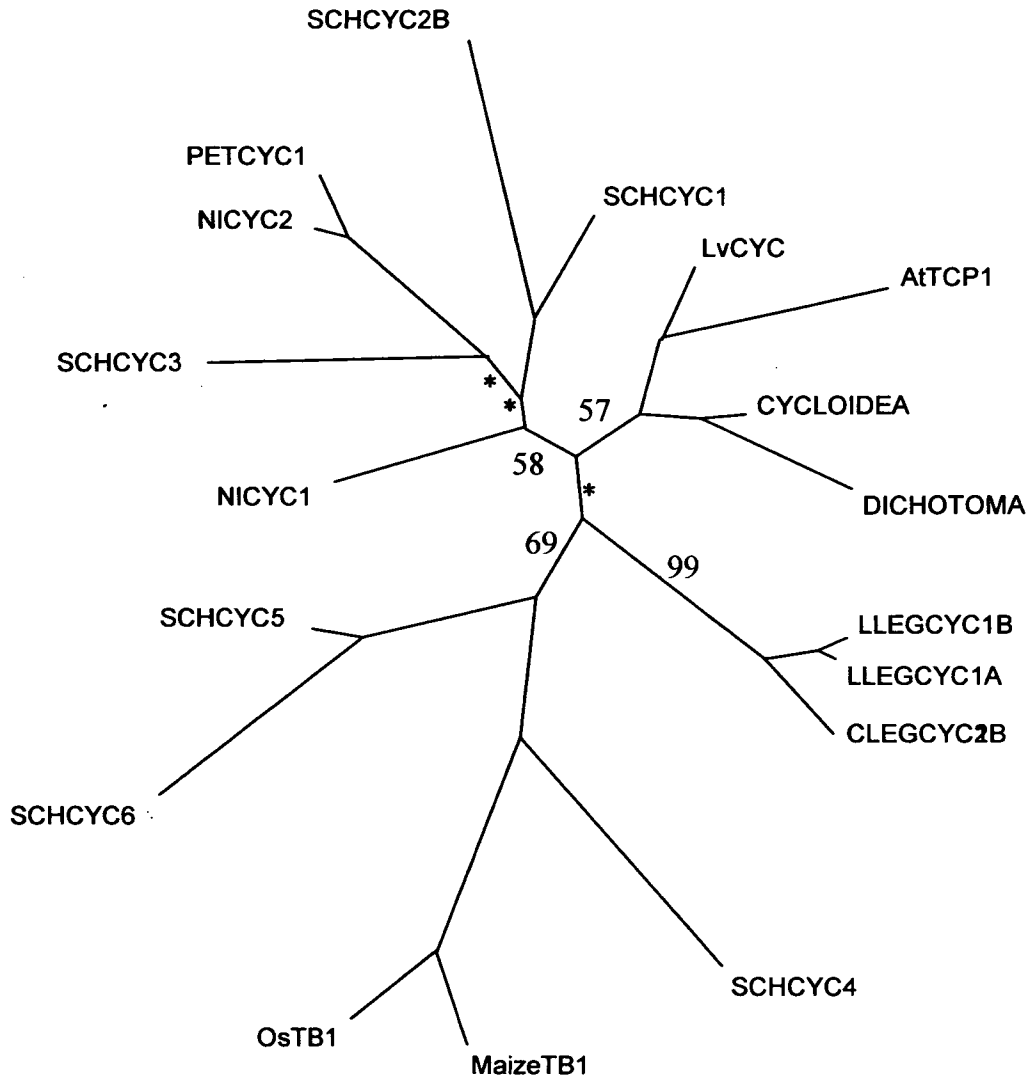 SCHCYC2B
PETCYC1
SCHCYC1
NICYC2
LvCYC
AtTCP1
SCHCYC3
*
*
57
CYCLOIDEA
58
NICYC1
*
DICHOTOMA
69
99
SCHCYC5
LLEGCYC1B
LLEGCYC1A
SCHCYC6
SCHCYC4
OsTB1
MaizeTB1